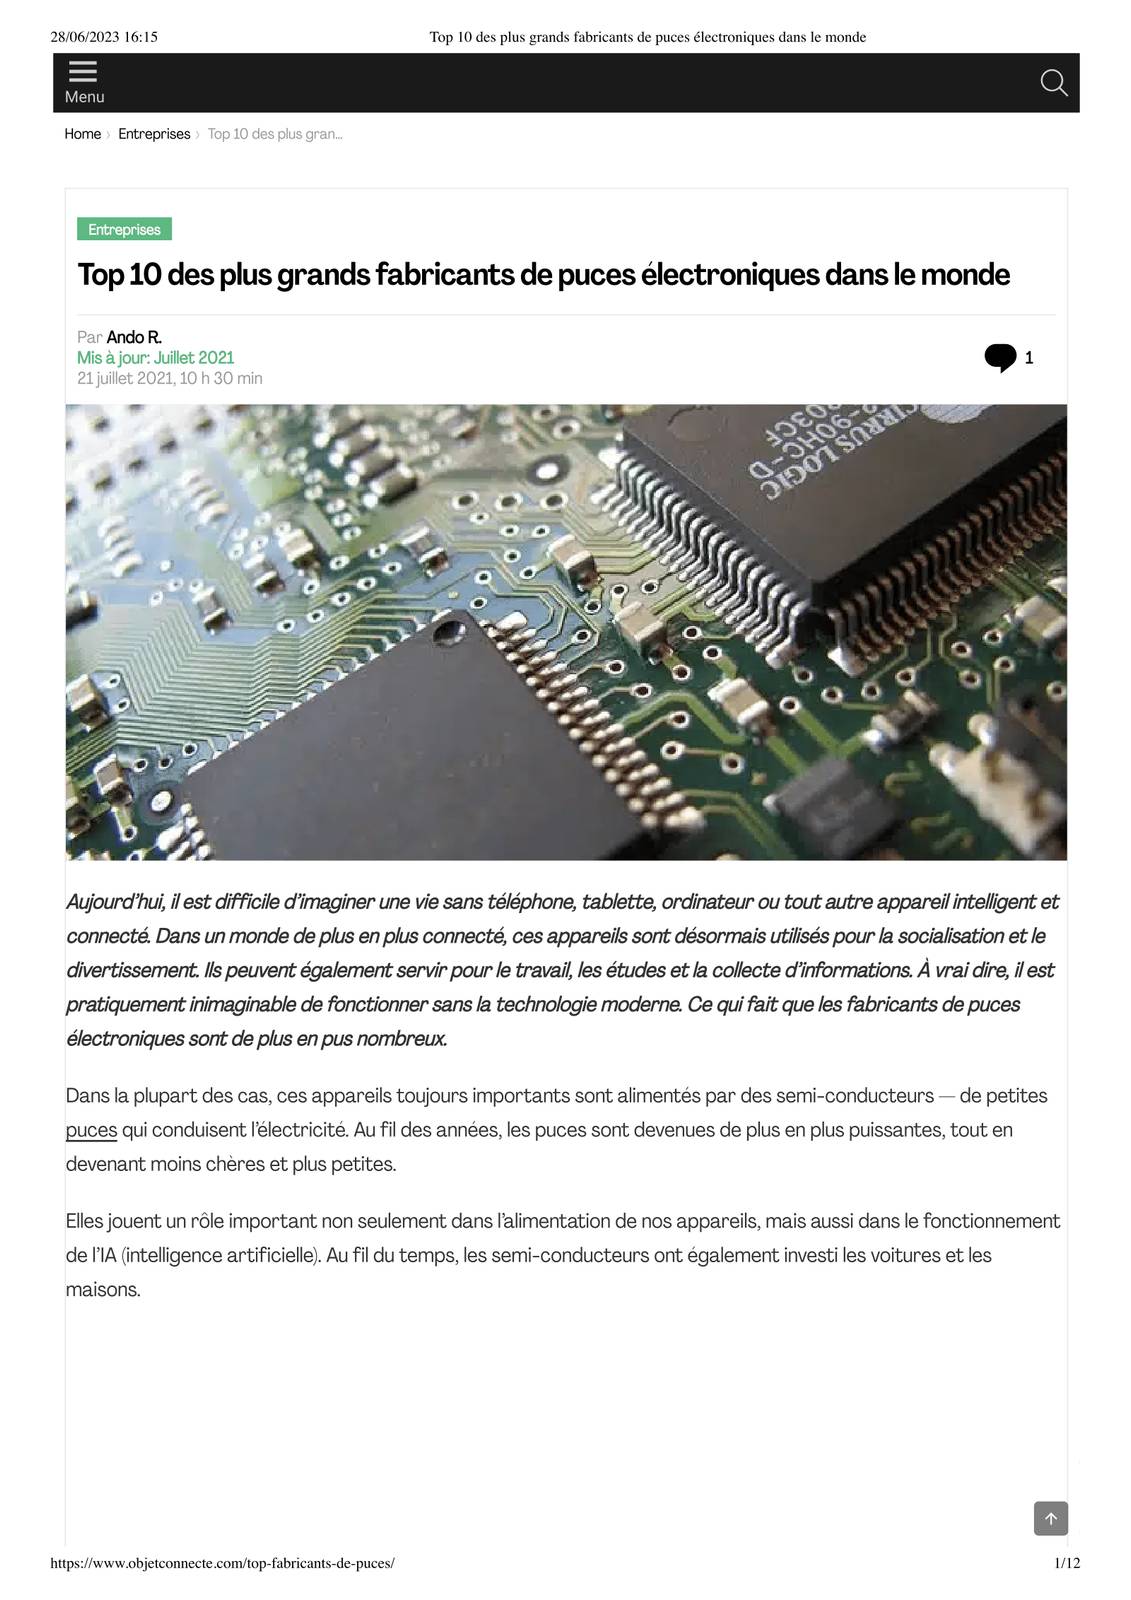 28/06/2023 16:15
Top 10 des plus grands fabricants de puces électroniques dans le monde
Menu
Home › Entreprises › Top 10 des plus gran...
Entreprises
Top 10 des plus grands fabricants de puces électroniques dans le monde
Par Ando R.
Mis à jour: Juillet 2021
21 juillet 2021, 10 h 30 min
1
CIRRUS LOGIC
Aujourd’hui, il est difficile d’imaginer une vie sans téléphone, tablette, ordinateur ou tout autre appareil intelligent et
connecté. Dans un monde de plus en plus connecté, ces appareils sont désormais utilisés pour la socialisation et le
divertissement. Ils peuvent également servir pour le travail, les études et la collecte d’informations. À vrai dire, il est
pratiquement inimaginable de fonctionner sans la technologie moderne. Ce qui fait que les fabricants de puces
électroniques sont de plus en pus nombreux.
Dans la plupart des cas, ces appareils toujours importants sont alimentés par des semi-conducteurs — de petites
puces qui conduisent l’électricité. Au fil des années, les puces sont devenues de plus en plus puissantes, tout en
devenant moins chères et plus petites.
Elles jouent un rôle important non seulement dans l’alimentation de nos appareils, mais aussi dans le fonctionnement
de l’IA (intelligence artificielle). Au fil du temps, les semi-conducteurs ont également investi les voitures et les
maisons.
https://www.objetconnecte.com/top-fabricants-de-puces/
1/12